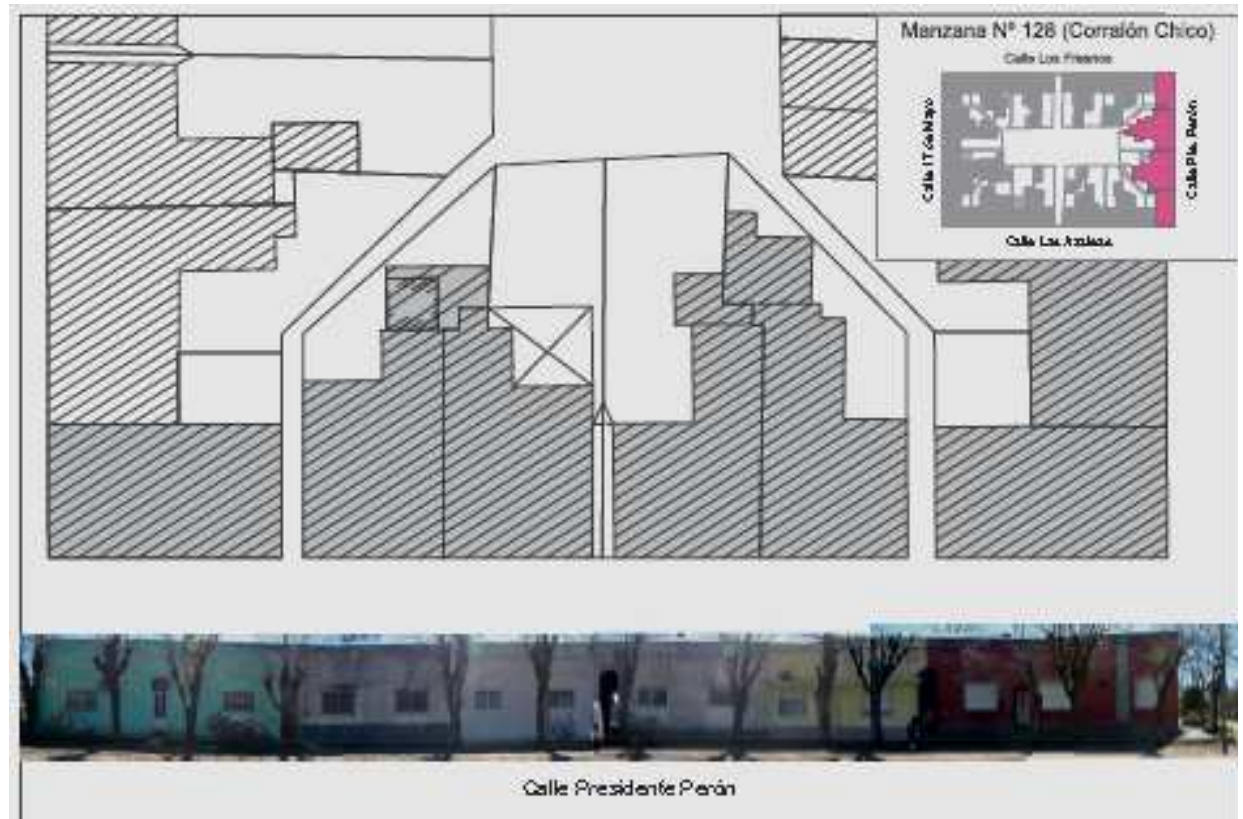 Manzana Nº 128 (Corralón Chico)
Calle Los Fresnos
Calle 17 de Mayo
Calle Pte. Perón
Calle Los
Calle Presidente Perón